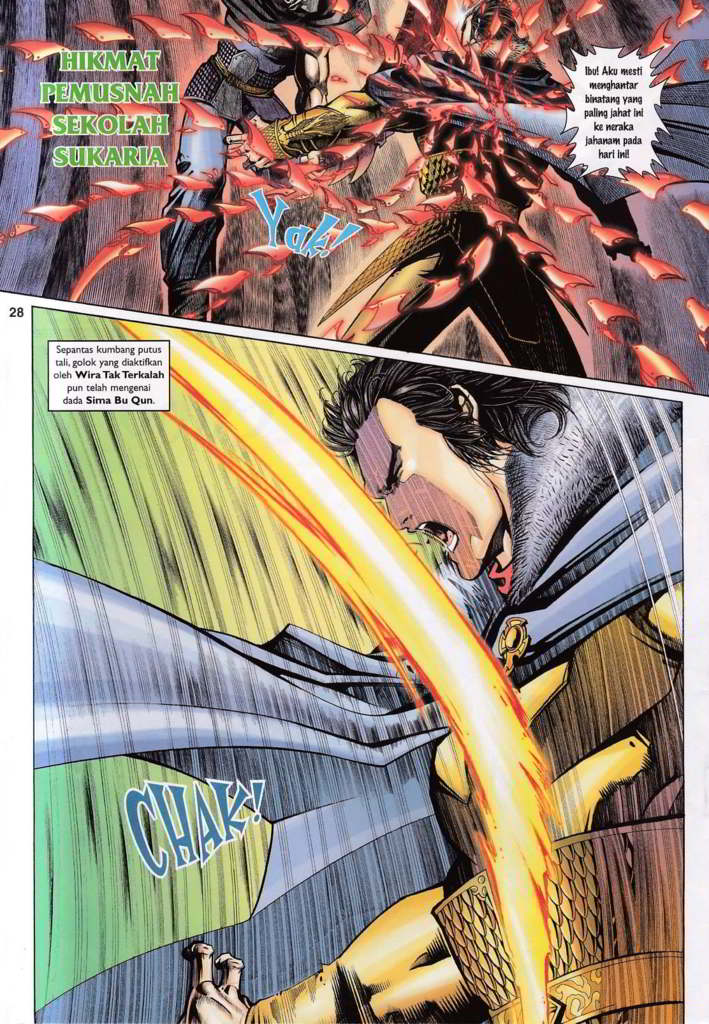 HIKMAT
PEMUSNAH
SEKOLAH
SUKARIA
Ibu! Aku mesti
menghantar
binatang yang
paling jahat ini
ke neraka
jahanam pada
hari ini!
Yak!
28
Sepantas kumbang putus
tali, golok yang diaktifkan
oleh Wira Tak Terkalah
pun telah mengenai
dada Sima Bu Qun.
CHAK!